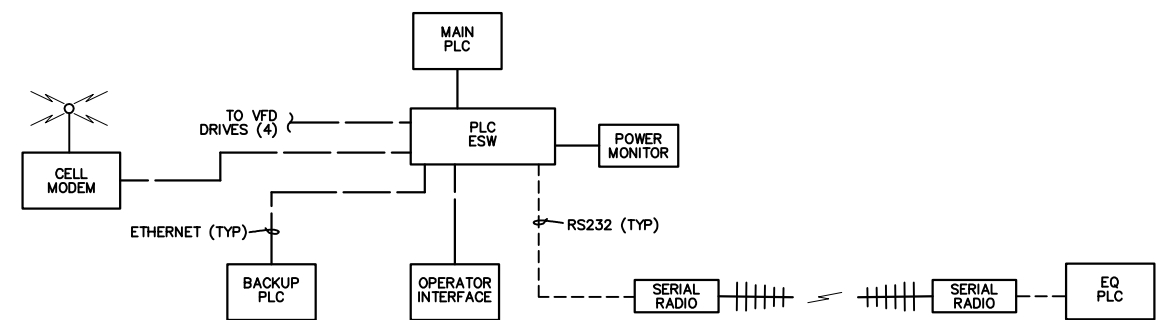 MAIN
PLC
TO VFD
DRIVES (4)
PLC
ESW
POWER
MONITOR
CELL
MODEM
ETHERNET (TYP)
RS232 (TYP)
BACKUP
PLC
OPERATOR
INTERFACE
SERIAL
RADIO
SERIAL
RADIO
EQ
PLC